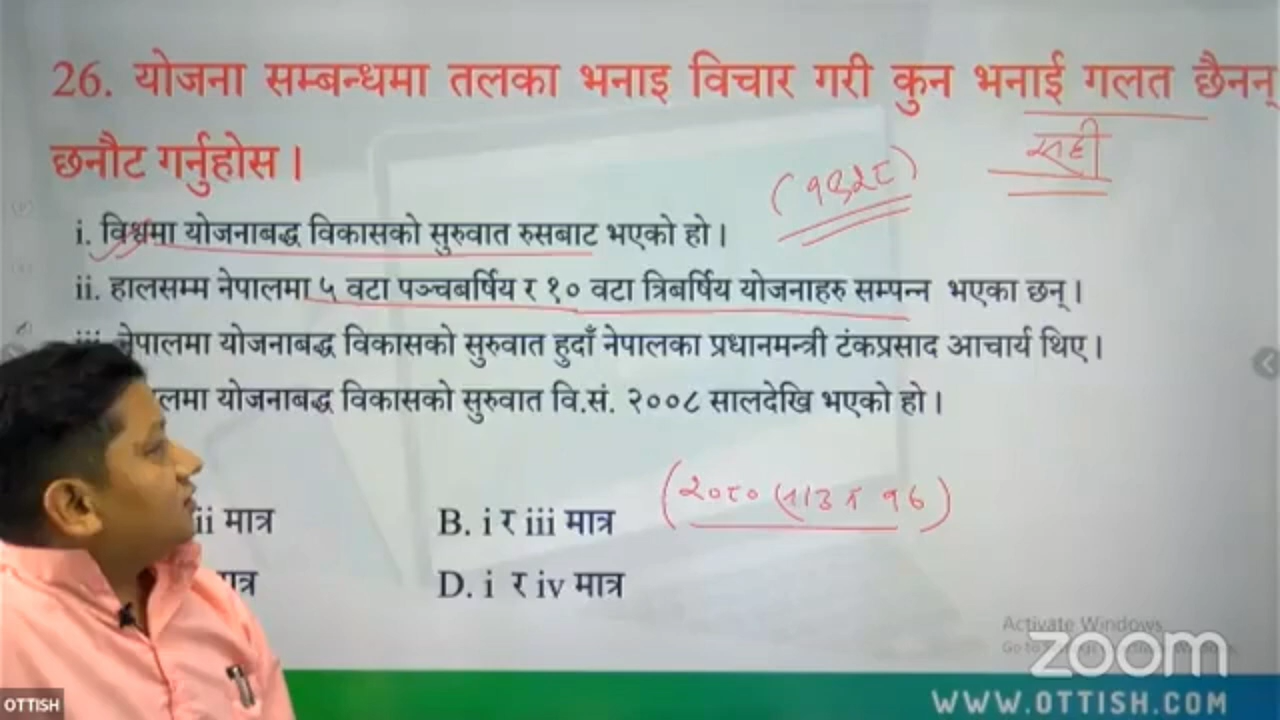 26. योजना सम्बन्धमा तलका भनाइ विचार गरी कुन भनाई गलत छैनन्
छनौट गर्नुहोस ।
सही
(१९२८)
i. विश्वमा योजनाबद्ध विकासको सुरुवात रुसबाट भएको हो ।
ii. हालसम्म नेपालमा ५ वटा पञ्चबर्षिय र १० वटा त्रिबर्षिय योजनाहरु सम्पन्न भएका छन् ।
नेपालमा योजनाबद्ध विकासको सुरुवात हुदाँ नेपालका प्रधानमन्त्री टंकप्रसाद आचार्य थिए ।
लमा योजनाबद्ध विकासको सुरुवात वि.सं. २००८ सालदेखि भएको हो ।
ii मात्र B. i र iii मात्र
D. i र iv मात्र
Activate Windows
zoom
OTTISH
WWW.OTTISH.COM